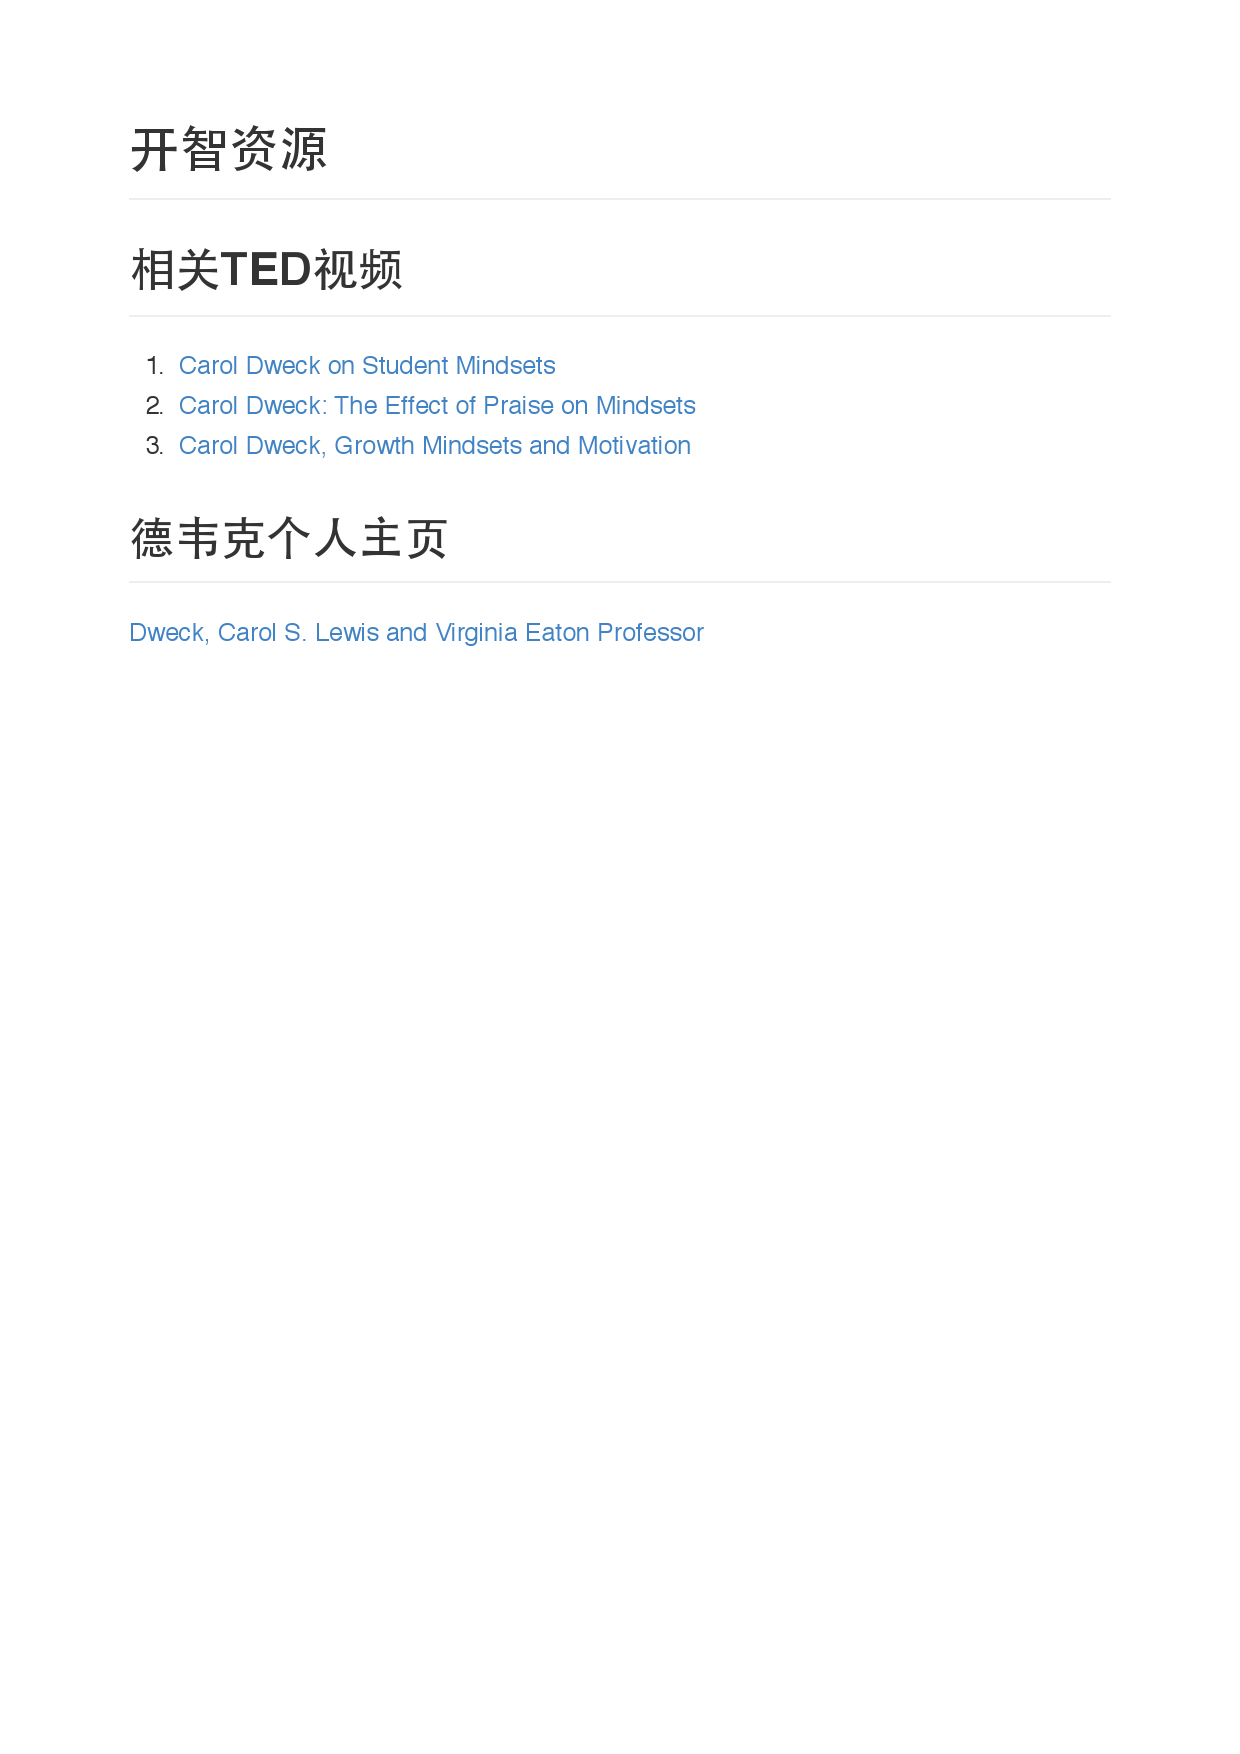 开智资源
相关TED视频
1. Carol Dweck on Student Mindsets
2. Carol Dweck: The Effect of Praise on Mindsets
3. Carol Dweck, Growth Mindsets and Motivation
德韦克个人主页
Dweck, Carol S. Lewis and Virginia Eaton Professor